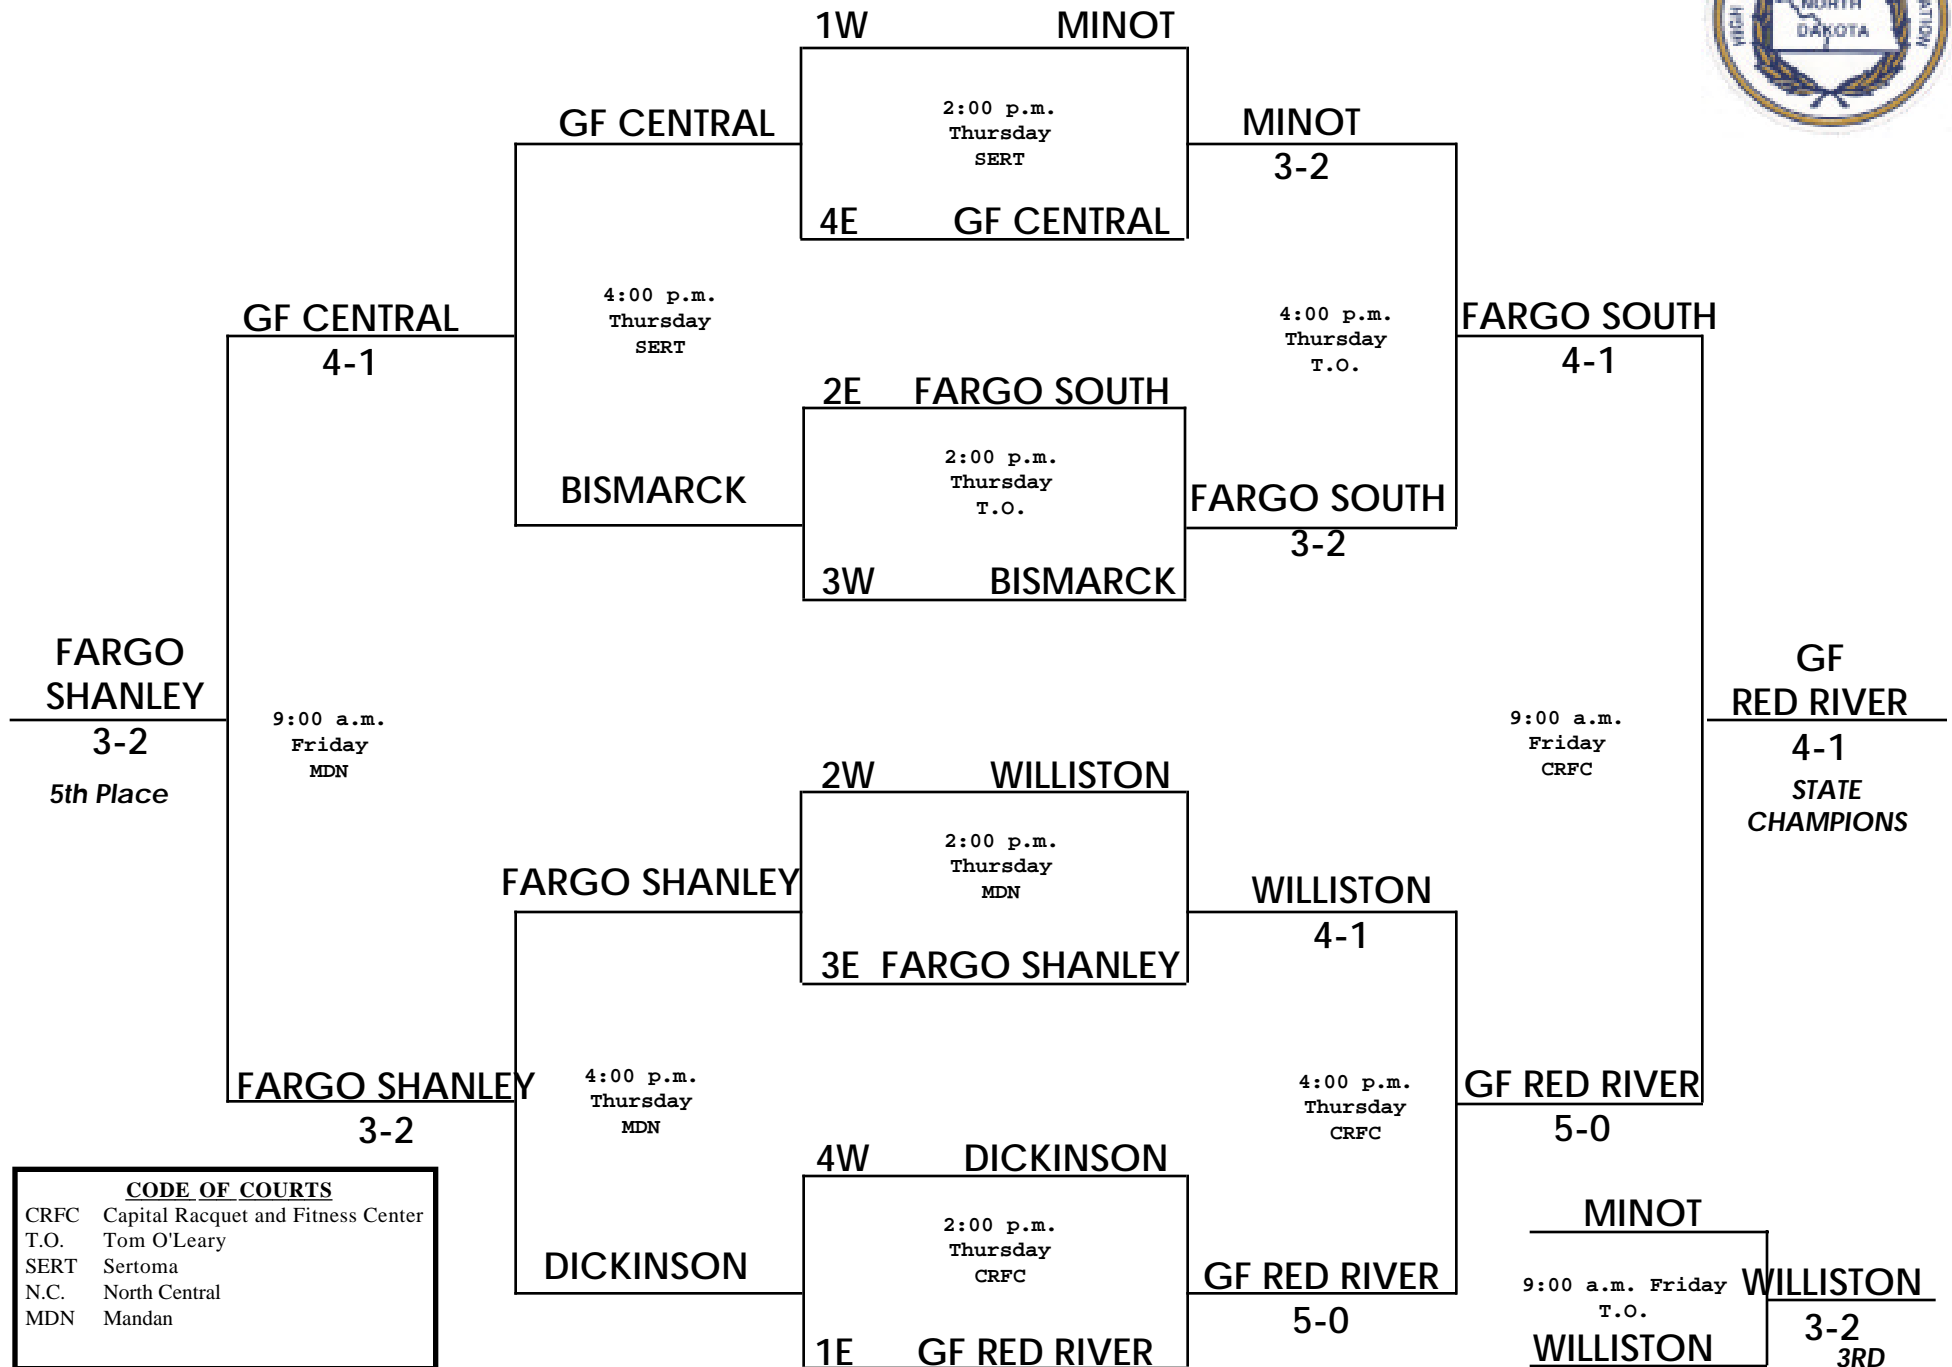 1W MINOT
2:00 p.m.
Thursday
SERT
4E GF CENTRAL
2E FARGO SOUTH
2:00 p.m.
Thursday
T.O.
3W BISMARCK
2W WILLISTON
2:00 p.m.
Thursday
MDN
3E FARGO SHANLEY
4W DICKINSON
2:00 p.m.
Thursday
CRFC
1E GF RED RIVER
GF CENTRAL
4:00 p.m.
Thursday
SERT
BISMARCK
FARGO SHANLEY
4:00 p.m.
Thursday
MDN
DICKINSON
GF CENTRAL
4-1
9:00 a.m.
Friday
MDN
FARGO SHANLEY
3-2
FARGO
SHANLEY
3-2
5th Place
MINOT
3-2
4:00 p.m.
Thursday
T.O.
FARGO SOUTH
3-2
WILLISTON
4-1
4:00 p.m.
Thursday
CRFC
GF RED RIVER
5-0
FARGO SOUTH
4-1
9:00 a.m.
Friday
CRFC
GF RED RIVER
5-0
GF
RED RIVER
4-1
STATE
CHAMPIONS
MINOT
9:00 a.m. Friday
T.O.
WILLISTON
WILLISTON
3-2
3RD
CODE OF COURTS
CRFC Capital Racquet and Fitness Center
T.O. Tom O'Leary
SERT Sertoma
N.C. North Central
MDN Mandan
HIGH
NORTH
DAKOTA